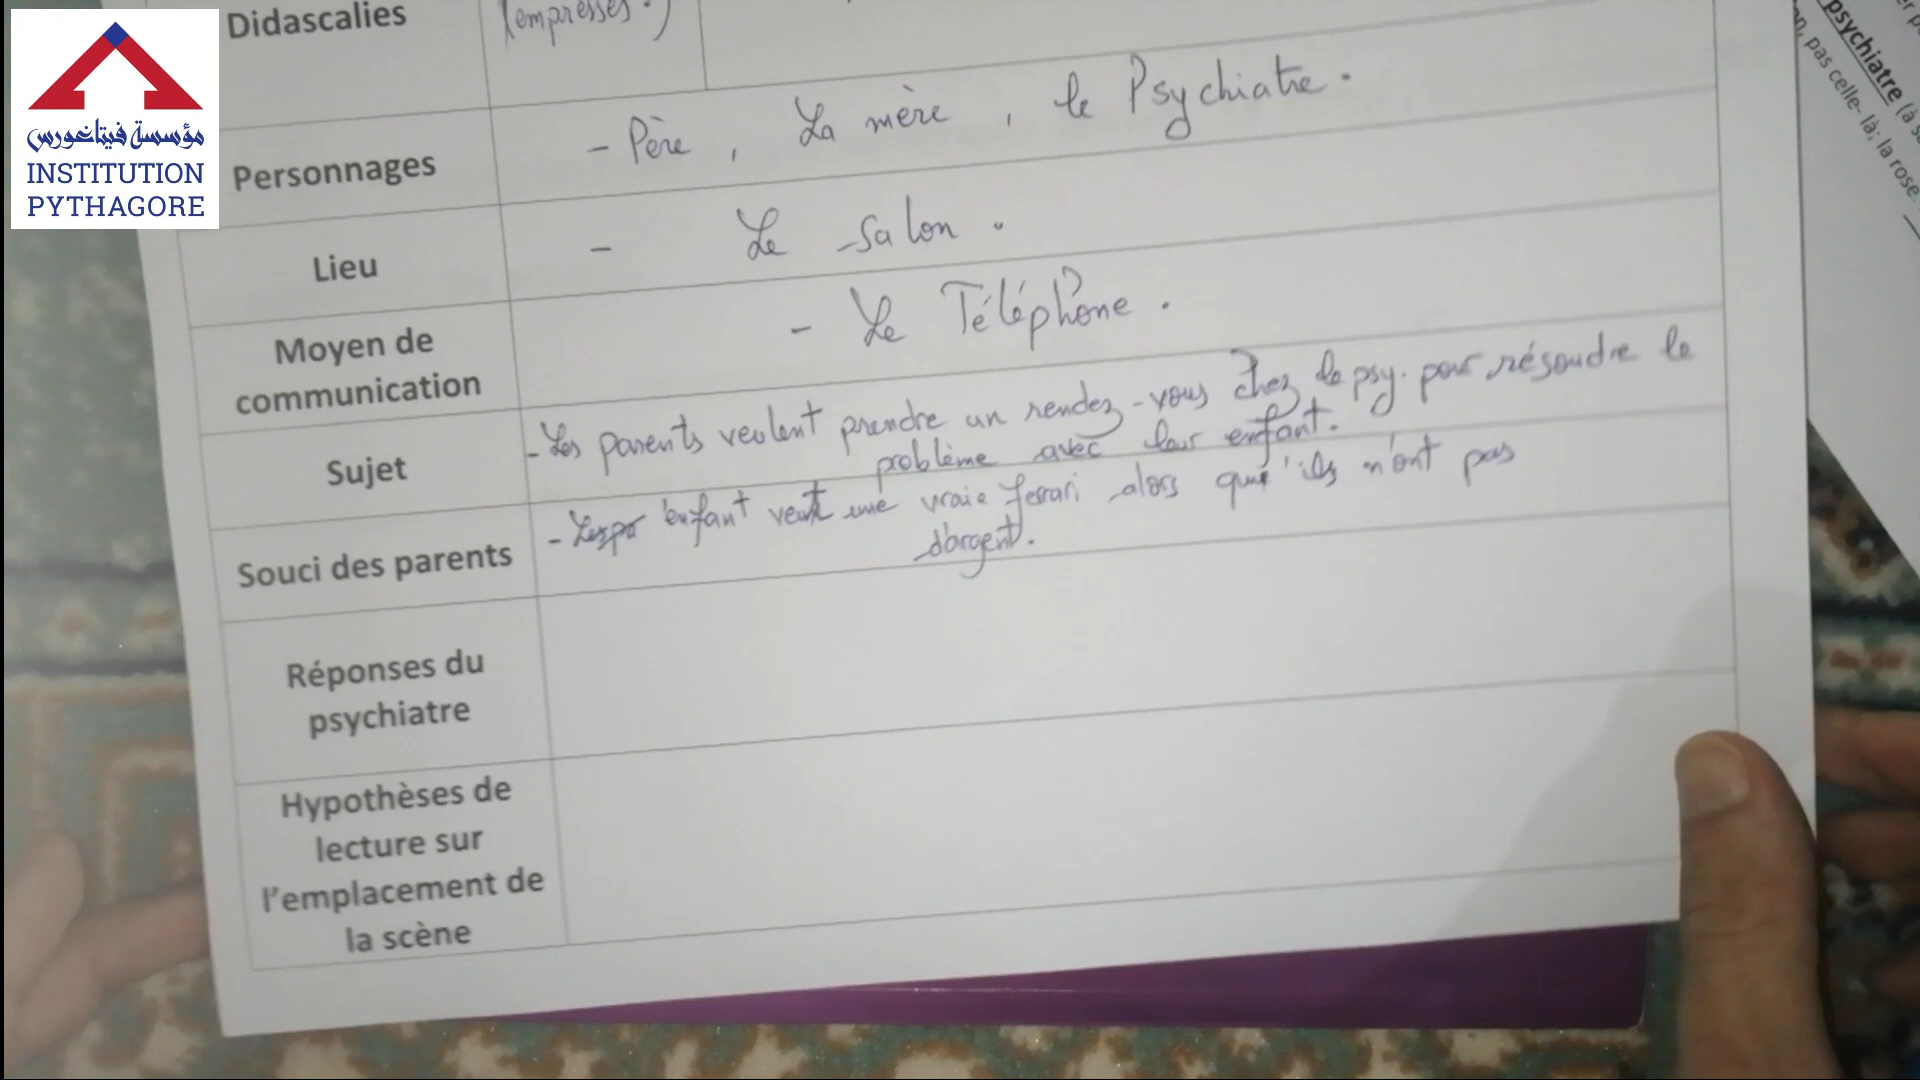 مؤسسة فيتاغورس
INSTITUTION
PYTHAGORE
Didascalies
(empressés.)
Personnages
- Père , La mère , le Psychiatre .
Lieu
- Le salon .
Moyen de
communication
- Le Téléphone .
Sujet
- Les parents veulent prendre un rendez-vous chez le psy. pour résoudre le
problème avec leur enfant.
Souci des parents
- enfant veut une vraie ferrari alors que ils n'ont pas
d'argent.
Réponses du
psychiatre
Hypothèses de
lecture sur
l'emplacement de
la scène
psychiatre (à
pas celle- là; la rose.